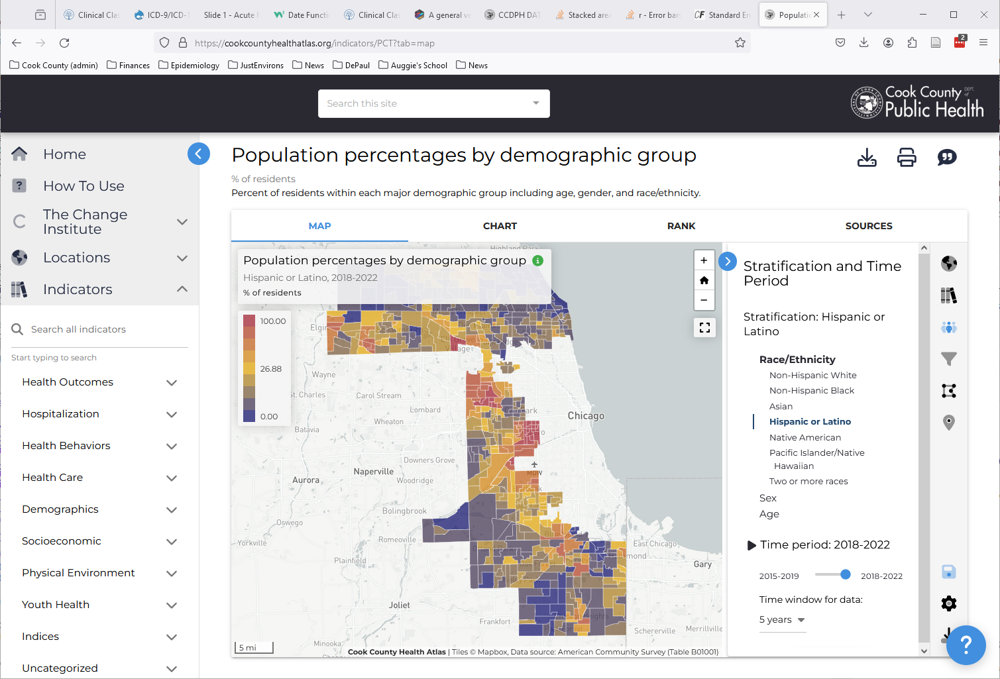 Clinical Clas
ICD-9/ICD-1
Slide 1 - Acute
Date Functi
Clinical Clas
A general ve
CCDPH DAT
Stacked area
r - Error bars
Standard Er
Populatio
https://cookcountyhealthatlas.org/indicators/PCT?tab=map
2
Cook County (admin)
Finances
Epidemiology
JustEnvirons
News
DePaul
Auggie's School
News
Search this site
Cook County DEPT. of
Public Health
Home
How To Use
The Change
Institute
Locations
Indicators
Search all indicators
Start typing to search
Health Outcomes
Hospitalization
Health Behaviors
Health Care
Demographics
Socioeconomic
Physical Environment
Youth Health
Indices
Uncategorized
Population percentages by demographic group
% of residents
Percent of residents within each major demographic group including age, gender, and race/ethnicity.
MAP
CHART
RANK
SOURCES
Highland Park
Population percentages by demographic group
Hispanic or Latino, 2018-2022
% of residents
100.00
26.88
0.00
Elgin
Village
Wayne
St. Charles
Carol Stream
Lombard
Wheaton
Batavia
Chicago
Downers Grove
Naperville
Aurora
Woodridge
MDW
Bolingbrook
Oswego
Romeoville
Yorkville
Plainfield
East Chicago
Gary
Joliet
Frankfort
Schererville
Merrillville
Minooka
5 mi
Cook County Health Atlas | Tiles © Mapbox, Data source: American Community Survey (Table B01001)
+
−
Stratification and Time
Period
Stratification: Hispanic or
Latino
Race/Ethnicity
Non-Hispanic White
Non-Hispanic Black
Asian
Hispanic or Latino
Native American
Pacific Islander/Native
Hawaiian
Two or more races
Sex
Age
Time period: 2018-2022
2015-2019
2018-2022
Time window for data:
5 years
?